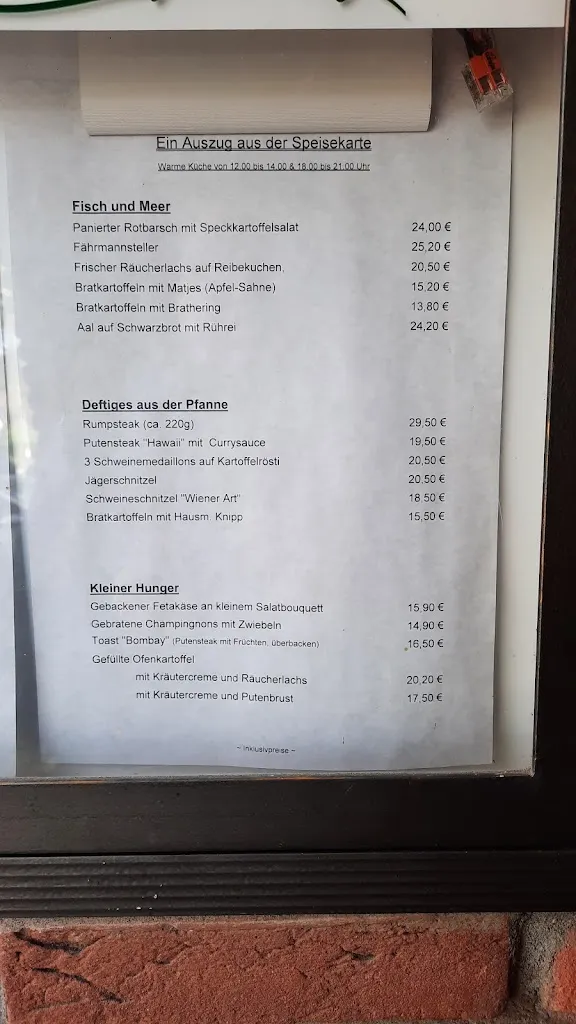 Ein Auszug aus der Speisekarte
Warme Küche von 12.00 bis 14.00 & 18.00 bis 21.00 Uhr
Fisch und Meer
Panierter Rotbarsch mit Speckkartoffelsalat 24,00 €
Fährmannsteller 25,20 €
Frischer Räucherlachs auf Reibekuchen, 20,50 €
Bratkartoffeln mit Matjes (Apfel-Sahne) 15,20 €
Bratkartoffeln mit Brathering 13,80 €
Aal auf Schwarzbrot mit Rührei 24,20 €
Deftiges aus der Pfanne
Rumpsteak (ca. 220g) 29,50 €
Putensteak "Hawaii" mit Currysauce 19,50 €
3 Schweinemedaillons auf Kartoffelrösti 20,50 €
Jägerschnitzel 20,50 €
Schweineschnitzel "Wiener Art" 18,50 €
Bratkartoffeln mit Hausm. Knipp 15,50 €
Kleiner Hunger
Gebackener Fetakäse an kleinem Salatbouquett 15,90 €
Gebratene Champingnons mit Zwiebeln 14,90 €
Toast "Bombay" (Putensteak mit Früchten, überbacken) 16,50 €
Gefüllte Ofenkartoffel
mit Kräutercreme und Räucherlachs 20,20 €
mit Kräutercreme und Putenbrust 17,50 €
~ Inklusivpreise ~